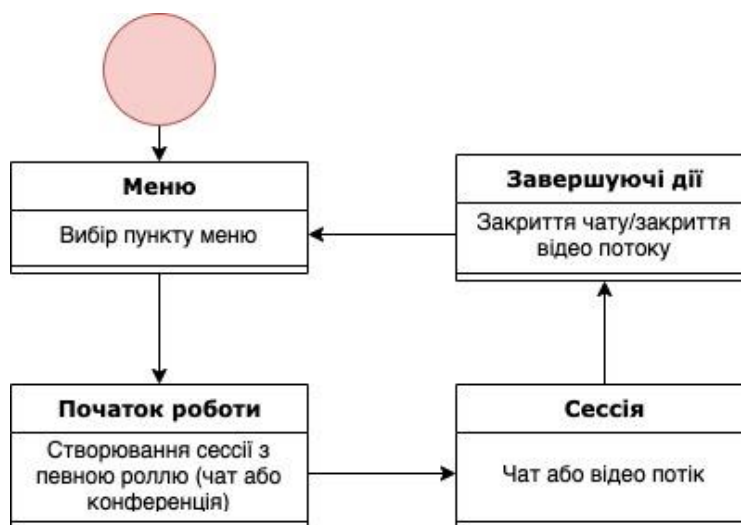 Меню
Вибір пункту меню
Завершуючі дії
Закриття чату/закриття
відео потоку
Початок роботи
Створювання сессії з
певною роллю (чат або
конференція)
Сессія
Чат або відео потік